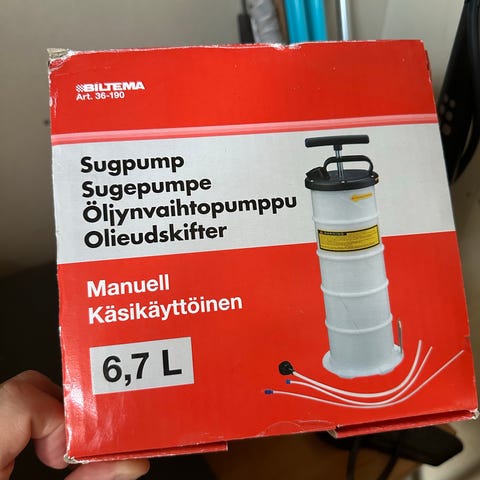 BILTEMA
Art. 36-190
Sugpump
Sugepumpe
Öljynvaihtopumppu
Olieudskifter
Manuell
Käsikäyttöinen
6,7 L